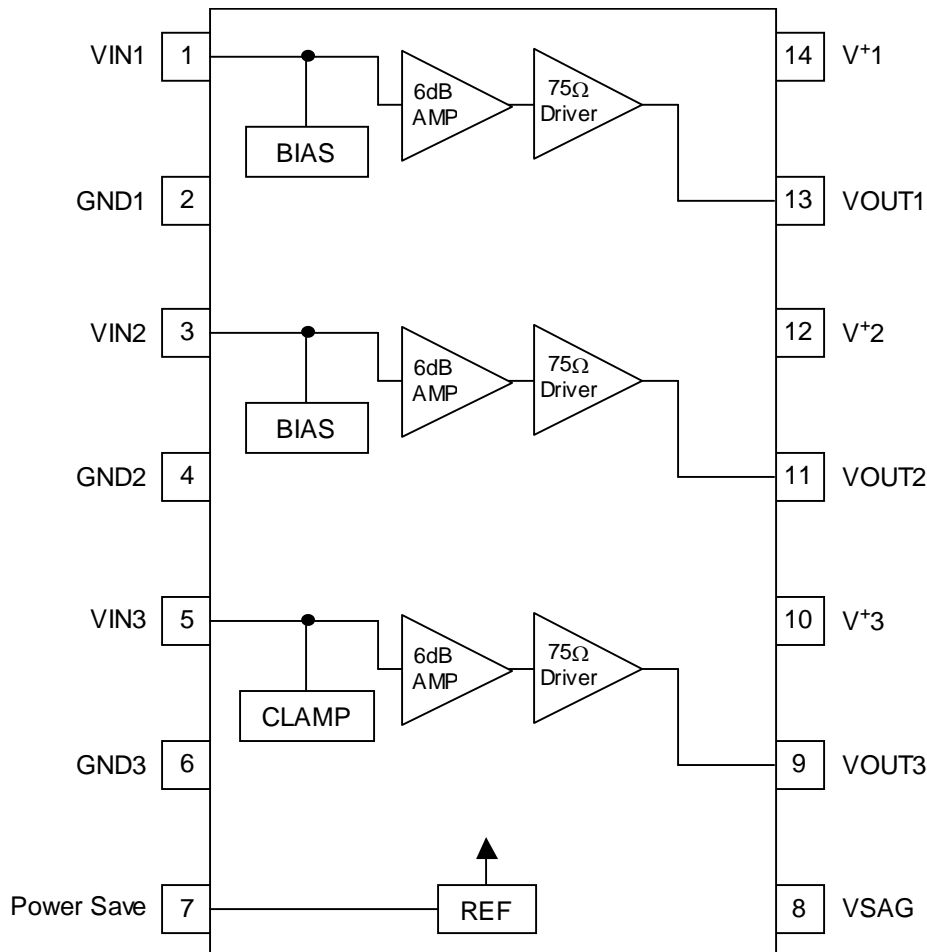 VIN1 1
14 V+1
6dB AMP
75Ω Driver
BIAS
GND1 2
13 VOUT1
VIN2 3
12 V+2
6dB AMP
75Ω Driver
BIAS
GND2 4
11 VOUT2
VIN3 5
10 V+3
6dB AMP
75Ω Driver
CLAMP
GND3 6
9 VOUT3
Power Save 7
REF
8 VSAG